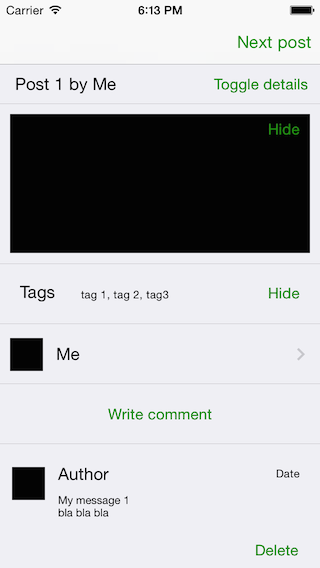 Carrier 6:13 PM
Next post
Post 1 by Me Toggle details
Hide
Tags tag 1, tag 2, tag3 Hide
Me
Write comment
Author Date
My message 1
bla bla bla
Delete